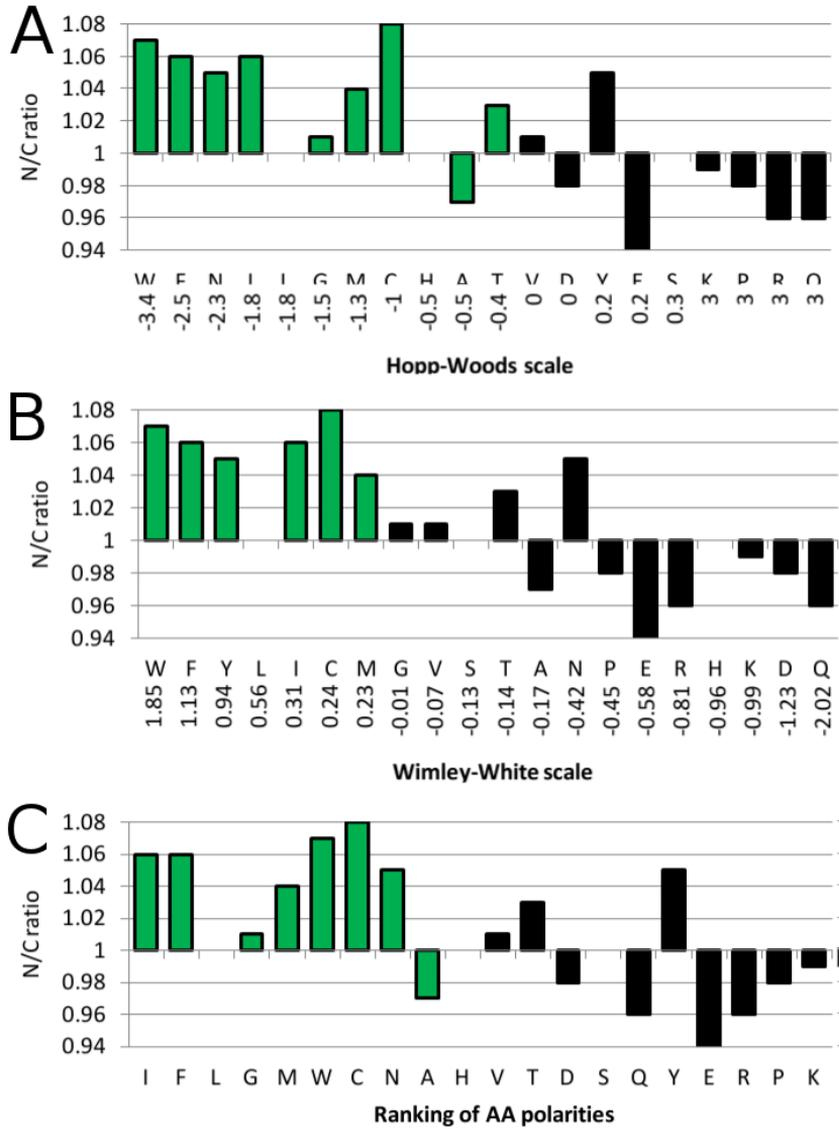 A
1.08
1.06
1.04
1.02
1
0.98
0.96
0.94
N/C ratio
W F N I L G M C H A T V D Y E S K P R Q
-3.4 -2.5 -2.3 -1.8 -1.8 -1.5 -1.3 -1 -0.5 -0.5 -0.4 0 0 0.2 0.2 0.3 3 3 3 3
Hopp-Woods scale
B
1.08
1.06
1.04
1.02
1
0.98
0.96
0.94
N/C ratio
W F Y L I C M G V S T A N P E R H K D Q
1.85 1.13 0.94 0.56 0.31 0.24 0.23 -0.01 -0.07 -0.13 -0.14 -0.17 -0.42 -0.45 -0.58 -0.81 -0.96 -0.99 -1.23 -2.02
Wimley-White scale
C
1.08
1.06
1.04
1.02
1
0.98
0.96
0.94
N/C ratio
I F L G M W C N A H V T D S Q Y E R P K
Ranking of AA polarities